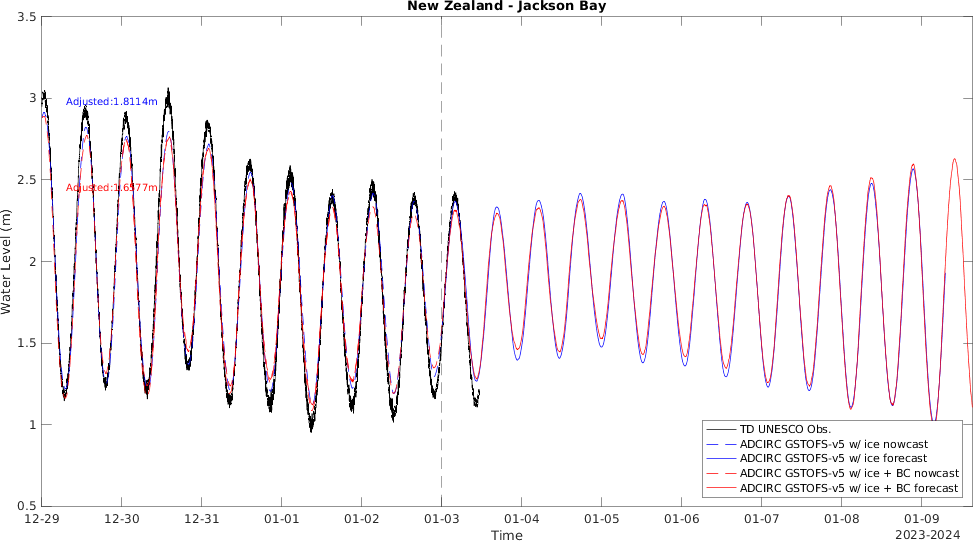 New Zealand - Jackson Bay
3.5
3
2.5
2
1.5
1
0.5
Water Level (m)
Adjusted:1.8114m
Adjusted:1.6577m
TD UNESCO Obs.
ADCIRC GSTOFS-v5 w/ ice nowcast
ADCIRC GSTOFS-v5 w/ ice forecast
ADCIRC GSTOFS-v5 w/ ice + BC nowcast
ADCIRC GSTOFS-v5 w/ ice + BC forecast
12-29 12-30 12-31 01-01 01-02 01-03 01-04 01-05 01-06 01-07 01-08 01-09
Time
2023-2024